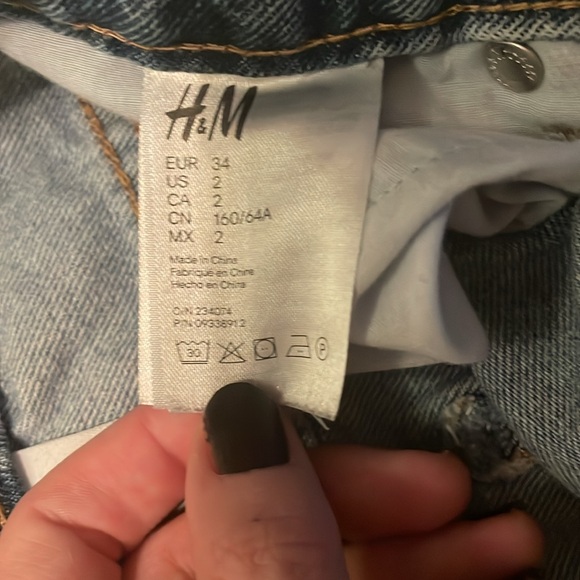 H&M
EUR 34
US 2
CA 2
CN 160/64A
MX 2
Made in China
Fabriqué en Chine
Hecho en China
O/N 234074
P/N 09338912
30
P